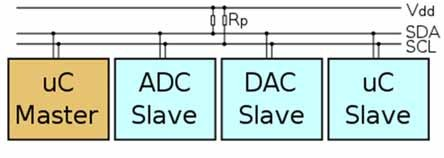 Vdd
Rp
SDA
SCL
uC ADC DAC uC
Master Slave Slave Slave